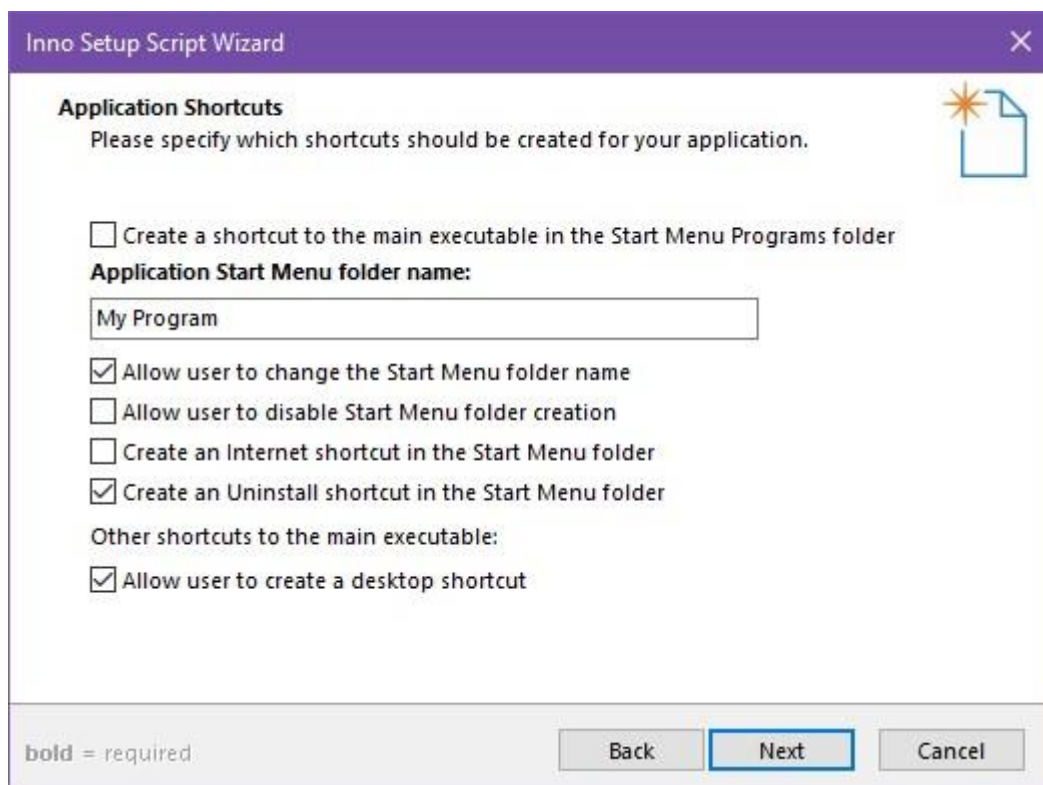 Inno Setup Script Wizard
Application Shortcuts
Please specify which shortcuts should be created for your application.
Create a shortcut to the main executable in the Start Menu Programs folder
Application Start Menu folder name:
My Program
Allow user to change the Start Menu folder name
Allow user to disable Start Menu folder creation
Create an Internet shortcut in the Start Menu folder
Create an Uninstall shortcut in the Start Menu folder
Other shortcuts to the main executable:
Allow user to create a desktop shortcut
bold = required
Back
Next
Cancel